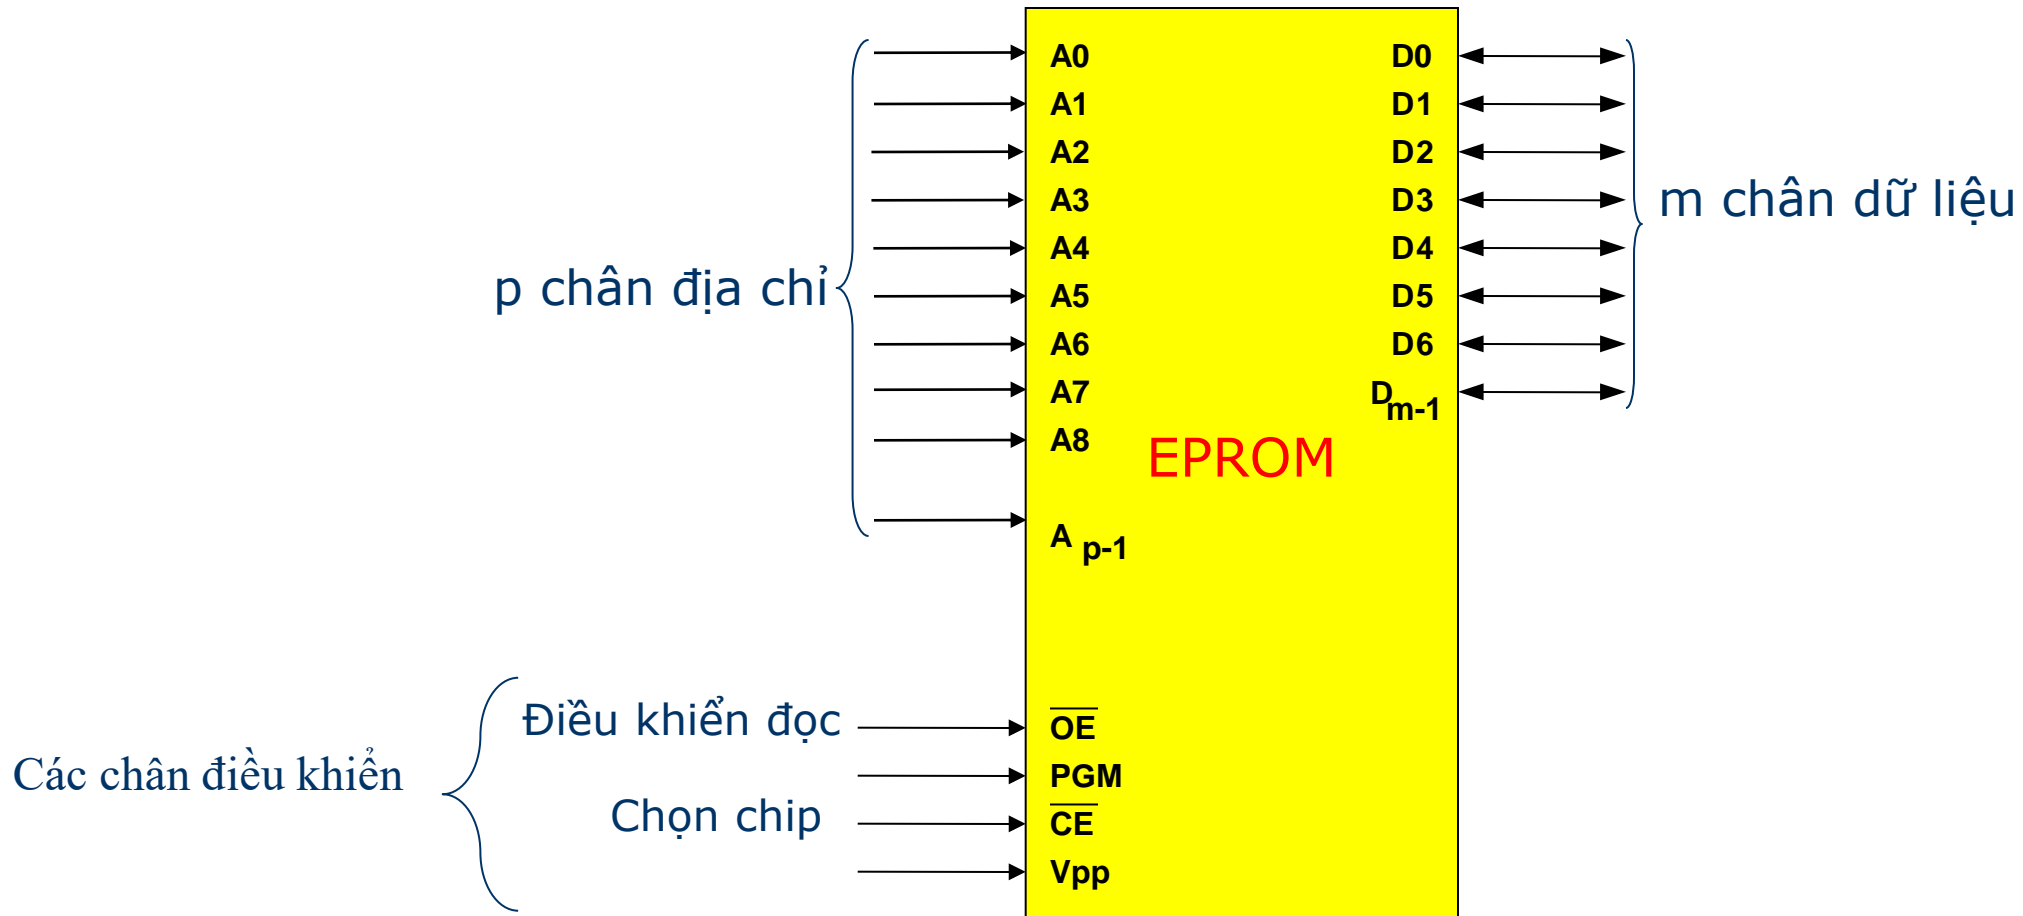 p chân địa chỉ
A0
A1
A2
A3
A4
A5
A6
A7
A8
A p-1
D0
D1
D2
D3
D4
D5
D6
Dm-1
m chân dữ liệu
EPROM
Các chân điều khiển
Điều khiển đọc
Chọn chip
OE
PGM
CE
Vpp